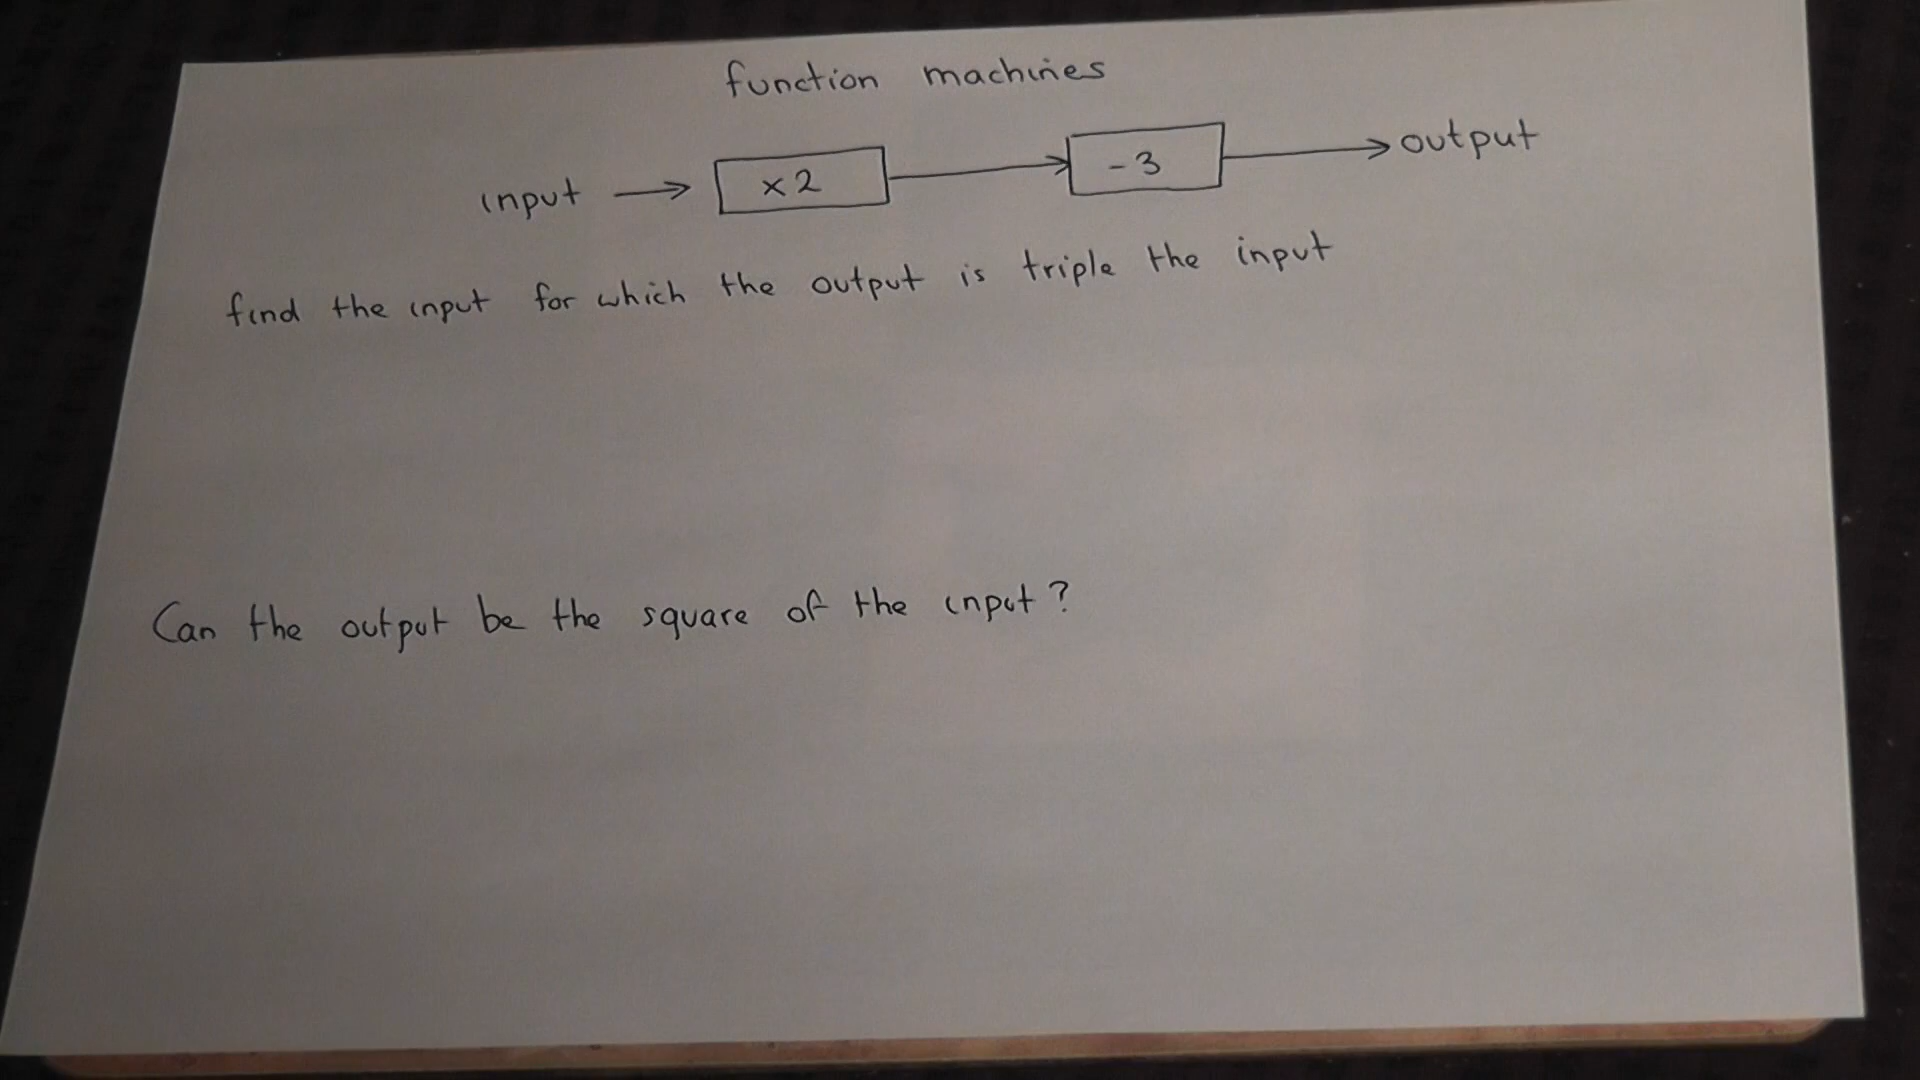 function machines
input → ×2 → -3 → output
find the input for which the output is triple the input
Can the output be the square of the input?